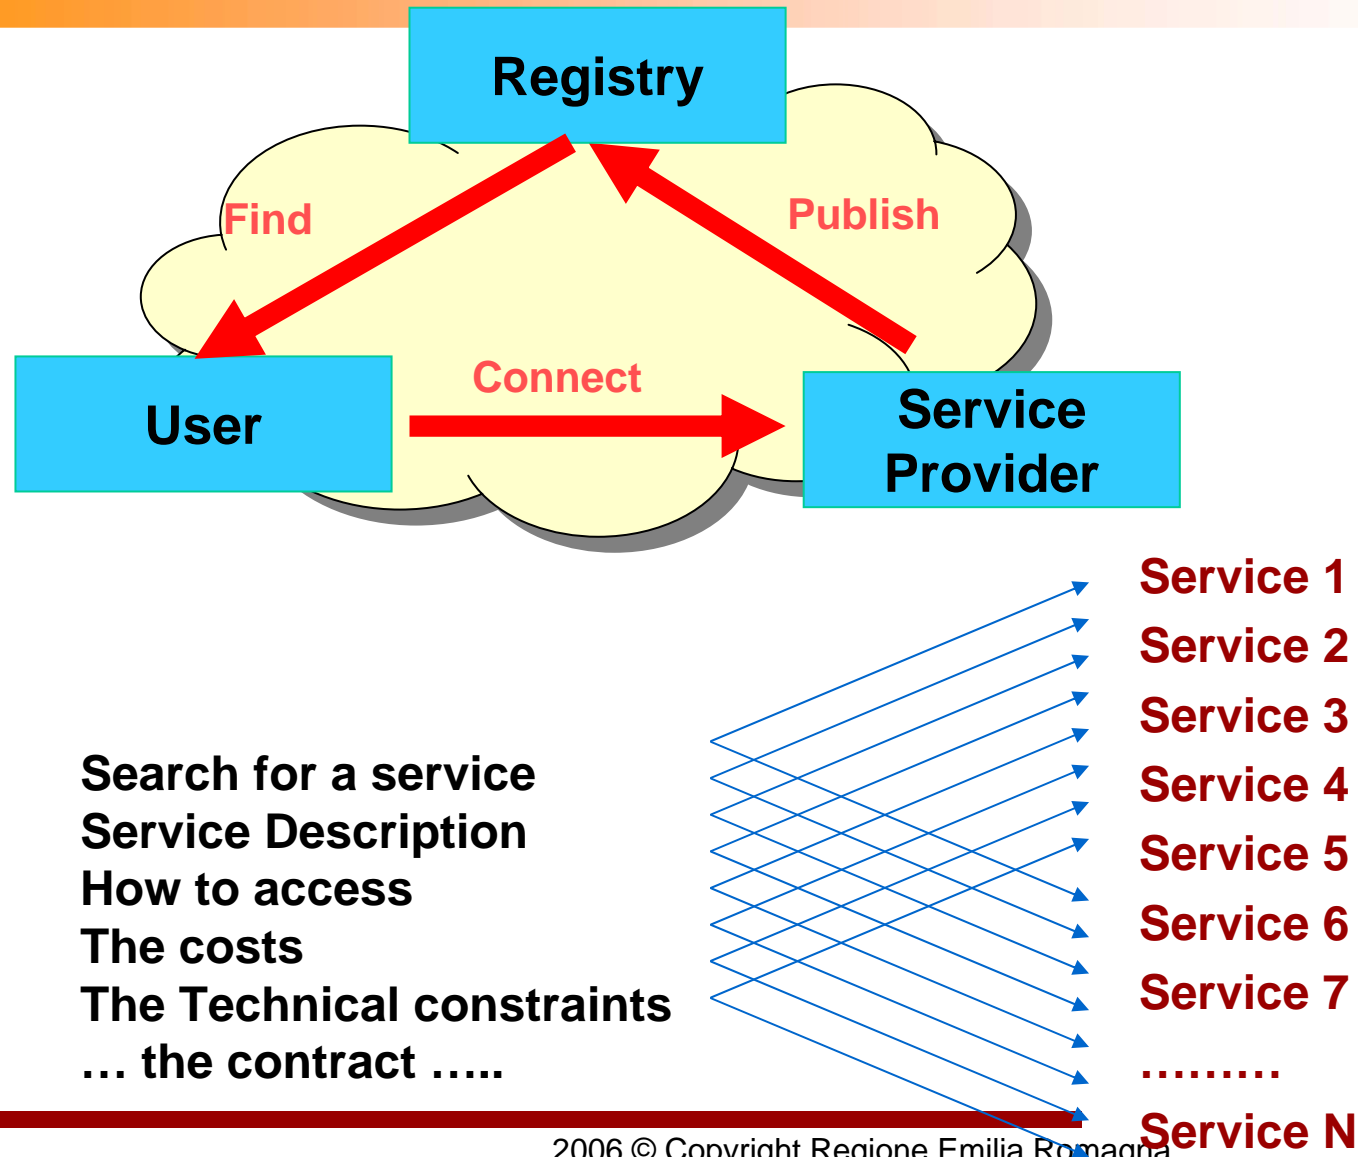 Registry
Find
Publish
Connect
User
Service
Provider
Search for a service
Service Description
How to access
The costs
The Technical constraints
… the contract …..
Service 1
Service 2
Service 3
Service 4
Service 5
Service 6
Service 7
………
Service N
2006 © Copyright Regione Emilia Romagna